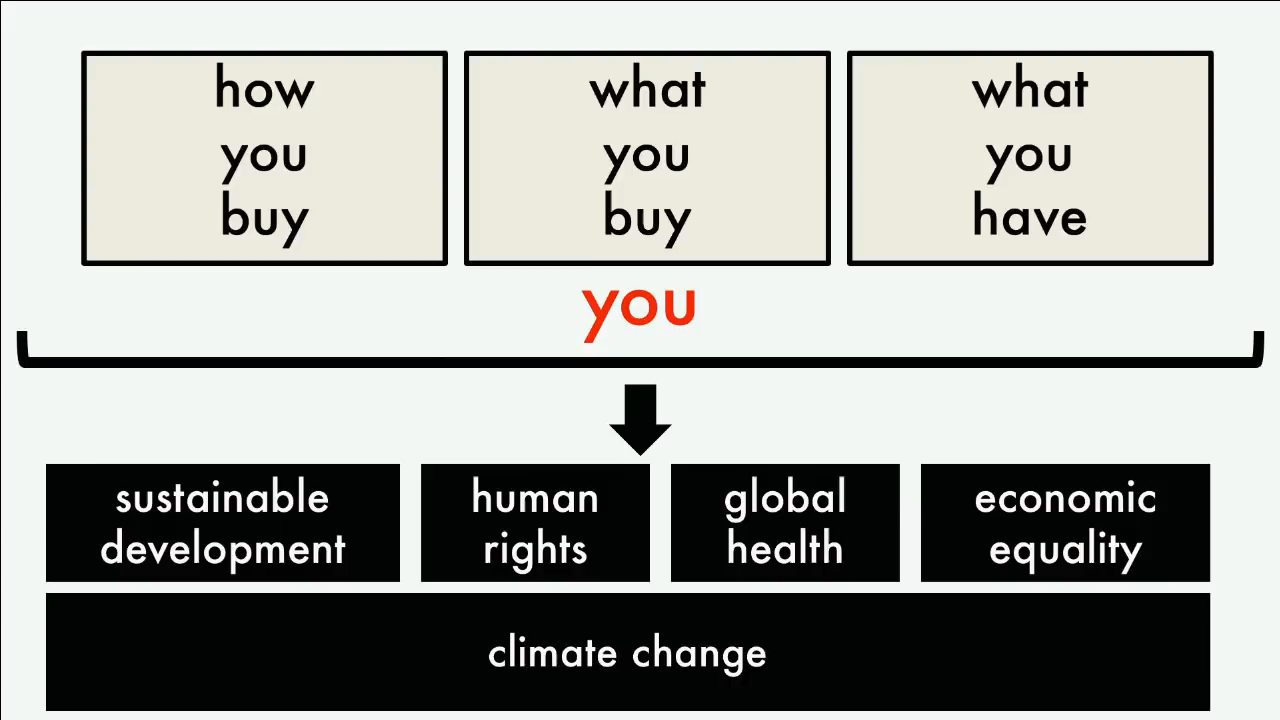 how
you
buy
what
you
buy
what
you
have
you
sustainable
development
human
rights
global
health
economic
equality
climate change